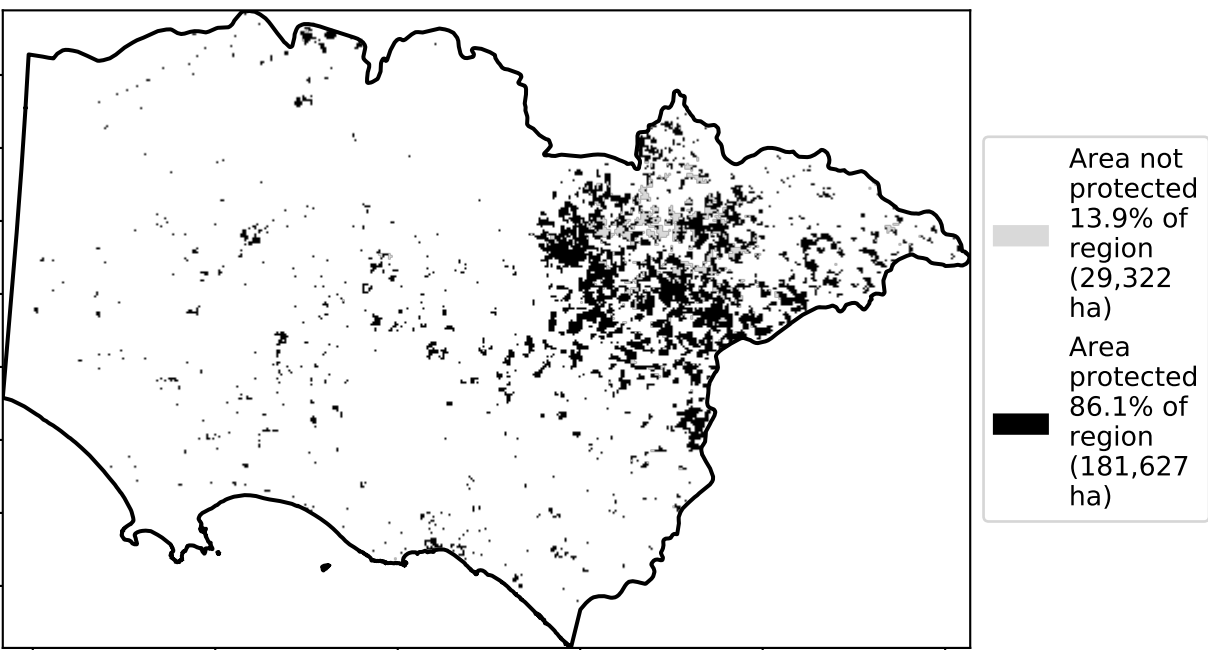 Area not
protected
13.9% of
region
(29,322
ha)
Area
protected
86.1% of
region
(181,627
ha)